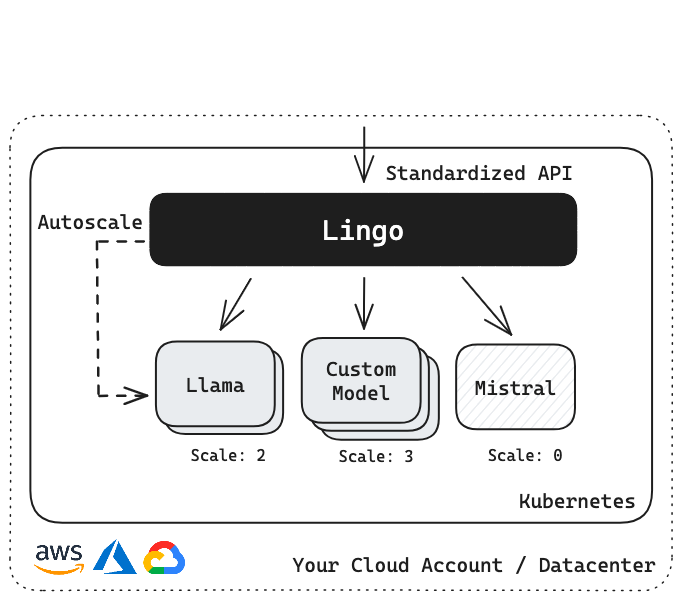 Standardized API
Autoscale
Lingo
Llama
Custom
Model
Mistral
Scale: 2
Scale: 3
Scale: 0
Kubernetes
aws
Your Cloud Account / Datacenter